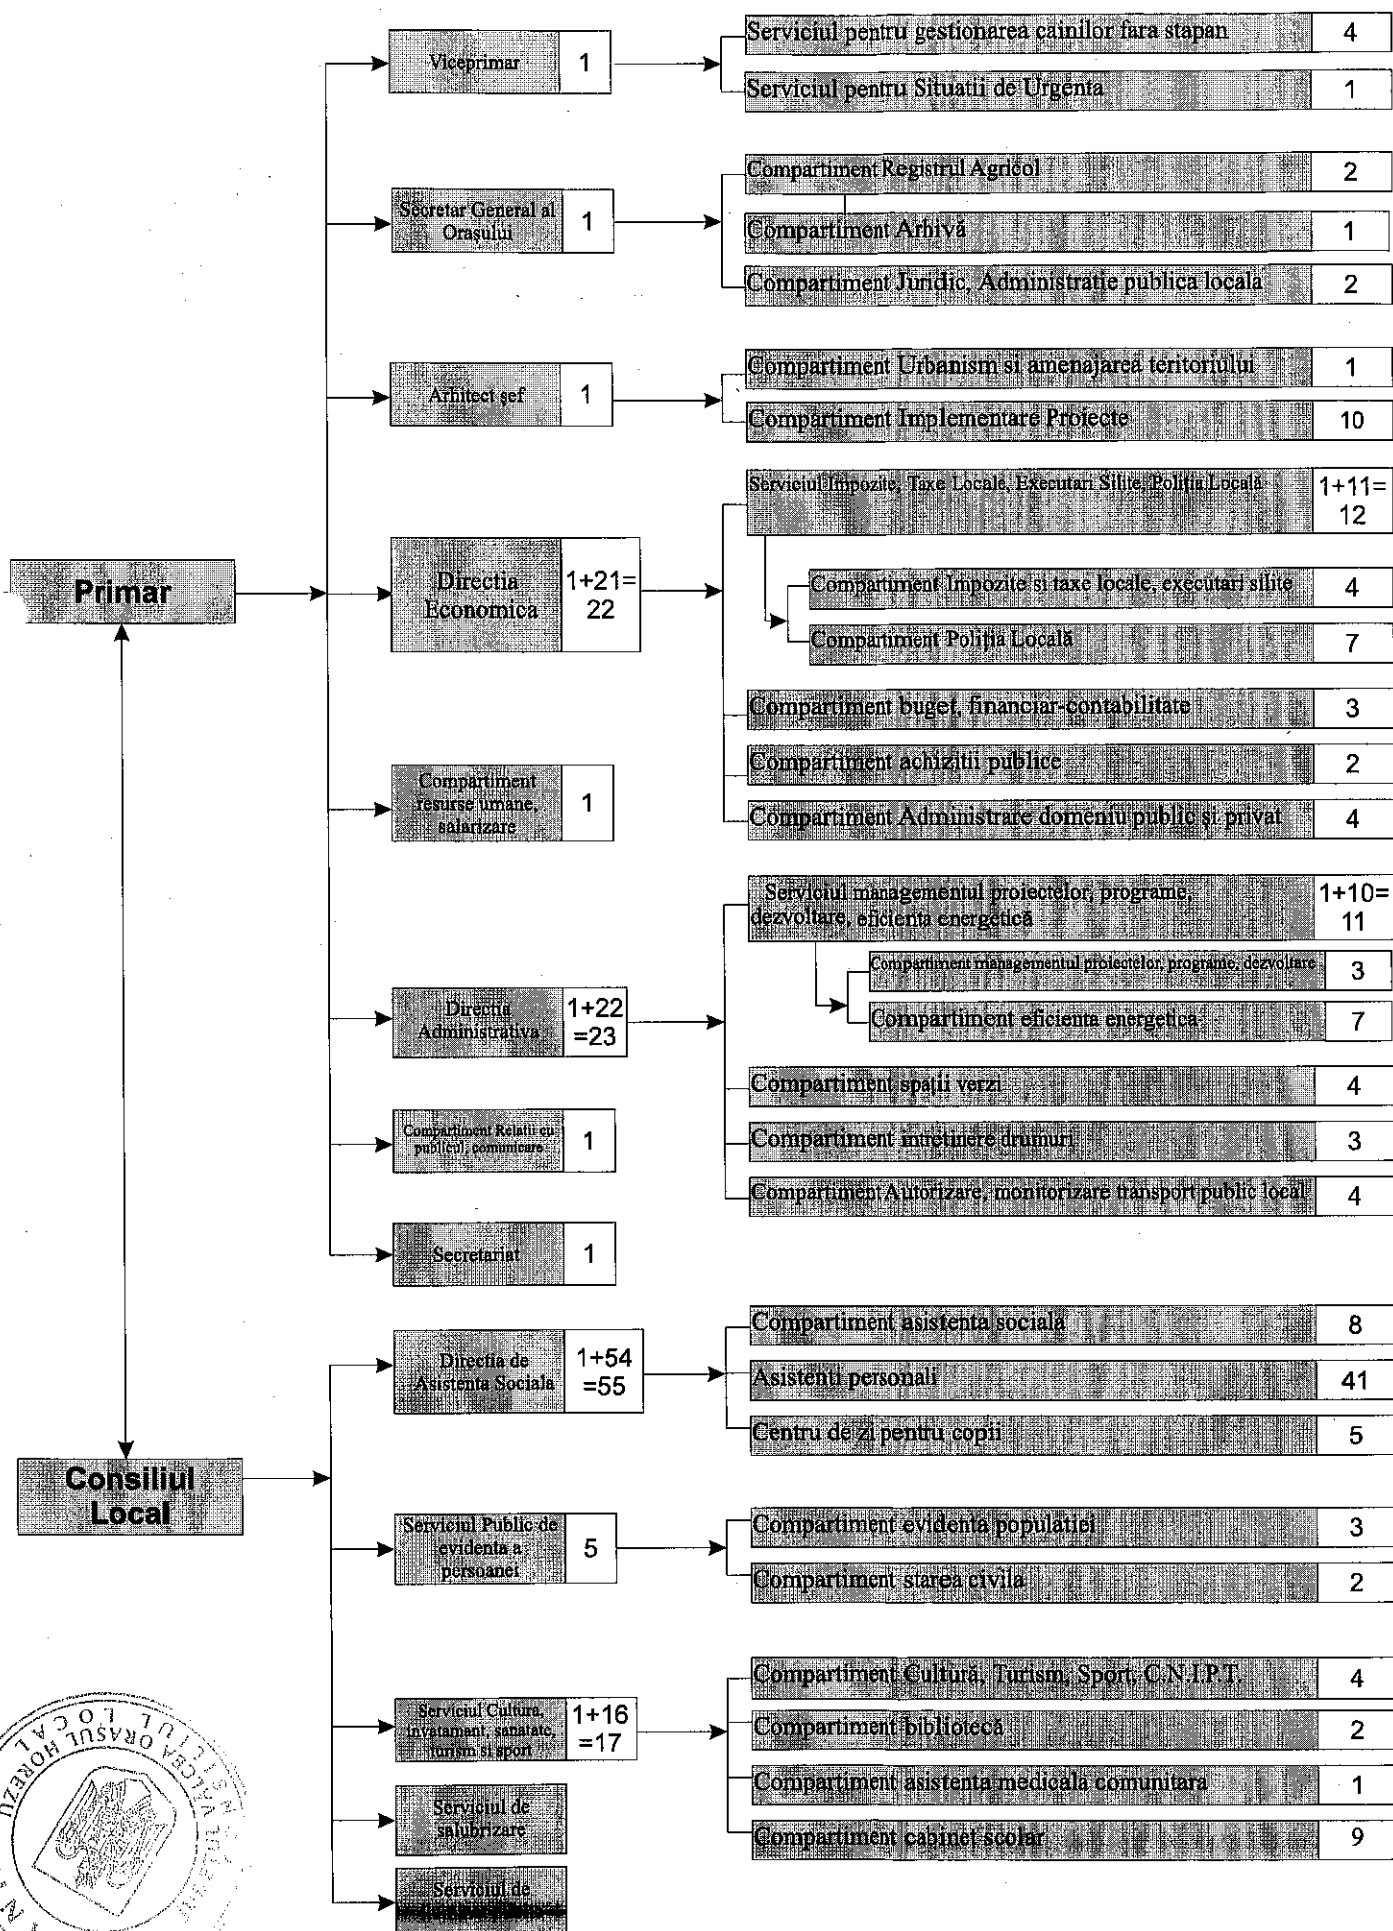 Primar
Viceprimar 1
Serviciul pentru gestionarea cainilor fara stapan 4
Serviciul pentru Situatii de Urgenta 1
Secretar General al
Orașului 1
Compartiment Registrul Agricol 2
Compartiment Arhivă 1
Compartiment Juridic, Administratie publica locala 2
Arhitect șef 1
Compartiment Urbanism si amenajarea teritoriului 1
Compartiment Implementare Proiecte 10
Directia
Economica
1+21=
22
Serviciul Impozite, Taxe Locale, Executari Silite, Poliția Locală
1+11=
12
Compartiment Impozite si taxe locale, executari silite 4
Compartiment Poliția Locală 7
Compartiment buget, financiar-contabilitate 3
Compartiment achizitii publice 2
Compartiment Administrare domeniu public și privat 4
Compartiment
resurse umane,
salarizare
1
Directia
Administrativa
1+22
=23
Serviciul managementul proiectelor, programe,
dezvoltare, eficienta energetică
1+10=
11
Compartiment managementul proiectelor, programe, dezvoltare 3
Compartiment eficienta energetica 7
Compartiment spații verzi 4
Compartiment intretinere drumuri 3
Compartiment Autorizare, monitorizare transport public local 4
Compartiment Relatii cu
publicul, comunicare
1
Secretariat 1
Consiliul
Local
Directia de
Asistenta Sociala
1+54
=55
Compartiment asistenta sociala 8
Asistenti personali 41
Centru de zi pentru copii 5
Serviciul Public de
evidenta a
persoanei
5
Compartiment evidenta populatiei 3
Compartiment starea civila 2
Serviciul Cultura,
invatamant, sanatate,
turism si sport
1+16
=17
Compartiment Cultură, Turism, Sport, C.N.I.P.T. 4
Compartiment bibliotecă 2
Compartiment asistenta medicala comunitara 1
Compartiment cabinet scolar 9
Serviciul de
salubrizare
Serviciul de
VALCEA ORAȘUL HOREZU
LOCAL